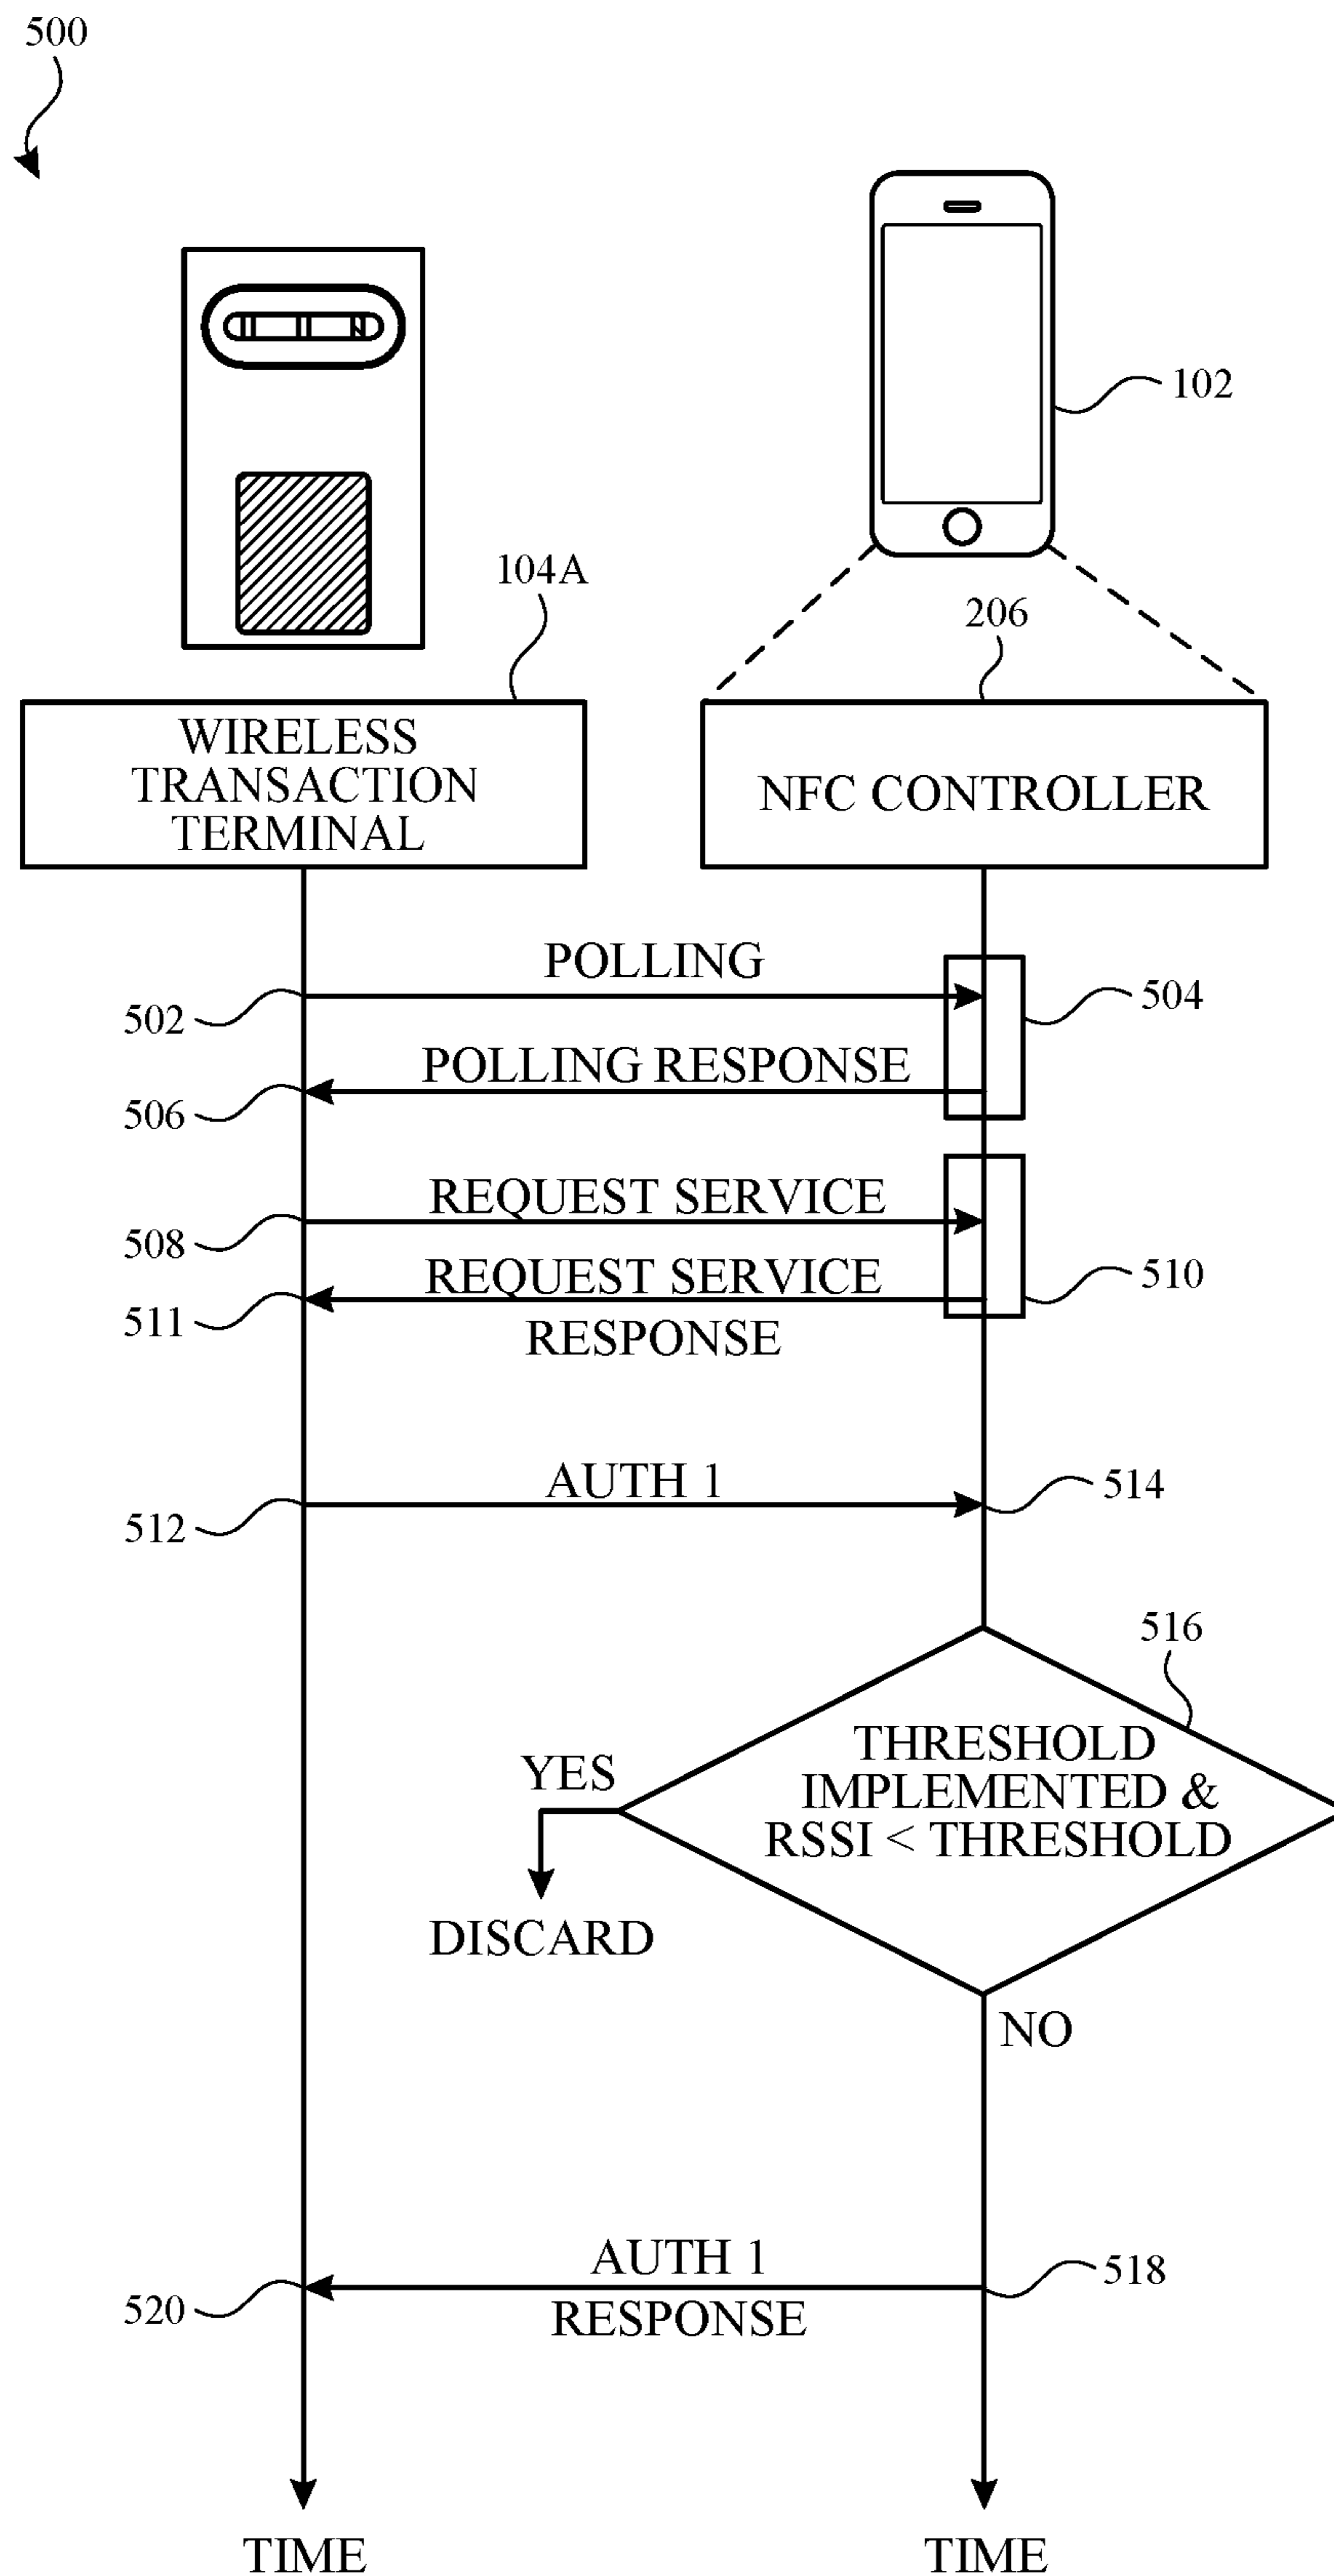 500
102
104A
206
WIRELESS
TRANSACTION
TERMINAL
NFC CONTROLLER
POLLING
502
504
POLLING RESPONSE
506
REQUEST SERVICE
508
REQUEST SERVICE
510
511
RESPONSE
AUTH 1
514
512
516
THRESHOLD
IMPLEMENTED &
RSSI < THRESHOLD
YES
DISCARD
NO
AUTH 1
518
520
RESPONSE
TIME
TIME